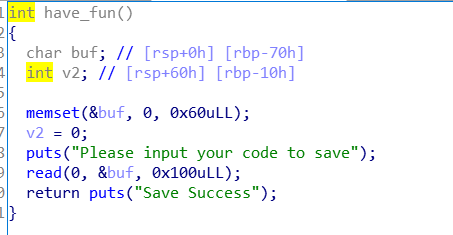 int have_fun()
{
char buf; // [rsp+0h] [rbp-70h]
int v2; // [rsp+60h] [rbp-10h]
memset(&buf, 0, 0x60uLL);
v2 = 0;
puts("Please input your code to save");
read(0, &buf, 0x100uLL);
return puts("Save Success");
}